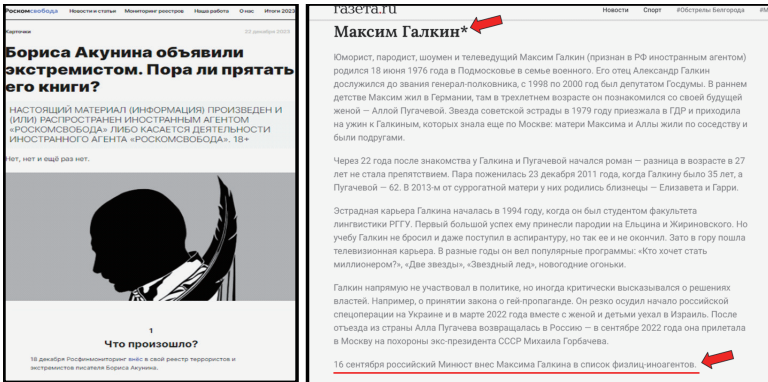 Роскомсвобода Новости и статьи Мониторинг реестров Наша работа О нас Итоги 2023
Карточки 22 декабря 2023
Бориса Акунина объявили
экстремистом. Пора ли прятать
его книги?
НАСТОЯЩИЙ МАТЕРИАЛ (ИНФОРМАЦИЯ) ПРОИЗВЕДЕН И
(ИЛИ) РАСПРОСТРАНЕН ИНОСТРАННЫМ АГЕНТОМ
«РОСКОМСВОБОДА» ЛИБО КАСАЕТСЯ ДЕЯТЕЛЬНОСТИ
ИНОСТРАННОГО АГЕНТА «РОСКОМСВОБОДА». 18+
Нет, нет и ещё раз нет.
1
Что произошло?
18 декабря Росфинмониторинг внёс в свой реестр террористов и
экстремистов писателя Бориса Акунина.
газета.ru Новости Спорт #Обстрелы Белгорода
Максим Галкин*
Юморист, пародист, шоумен и телеведущий Максим Галкин (признан в РФ иностранным агентом)
родился 18 июня 1976 года в Подмосковье в семье военного. Его отец Александр Галкин
дослужился до звания генерал-полковника, с 1998 по 2000 год был депутатом Госдумы. В раннем
детстве Максим жил в Германии, там в трехлетнем возрасте он познакомился со своей будущей
женой — Аллой Пугачевой. Звезда советской эстрады в 1979 году приезжала в ГДР и приходила
на ужин к Галкиным, которых знала еще по Москве: матери Максима и Аллы жили по соседству и
были подругами.
Через 22 года после знакомства у Галкина и Пугачевой начался роман — разница в возрасте в 27
лет не стала препятствием. Пара поженилась 23 декабря 2011 года, когда Галкину было 35 лет, а
Пугачевой — 62. В 2013-м от суррогатной матери у них родились близнецы — Елизавета и Гарри.
Эстрадная карьера Галкина началась в 1994 году, когда он был студентом факультета
лингвистики РГГУ. Первый большой успех ему принесли пародии на Ельцина и Жириновского. Но
учебу Галкин не бросил и даже поступил в аспирантуру, но так ее и не окончил. Зато в гору пошла
телевизионная карьера. В разные годы он вел популярные программы: «Кто хочет стать
миллионером?», «Две звезды», «Звездный лед», новогодние огоньки.
Галкин напрямую не участвовал в политике, но иногда критически высказывался о решениях
властей. Например, о принятии закона о гей-пропаганде. Он резко осудил начало российской
спецоперации на Украине и в марте 2022 года вместе с женой и детьми уехал в Израиль. После
отъезда из страны Алла Пугачева возвращалась в Россию — в сентябре 2022 года она прилетала
в Москву на похороны экс-президента СССР Михаила Горбачева.
16 сентября российский Минюст внес Максима Галкина в список физлиц-иноагентов.